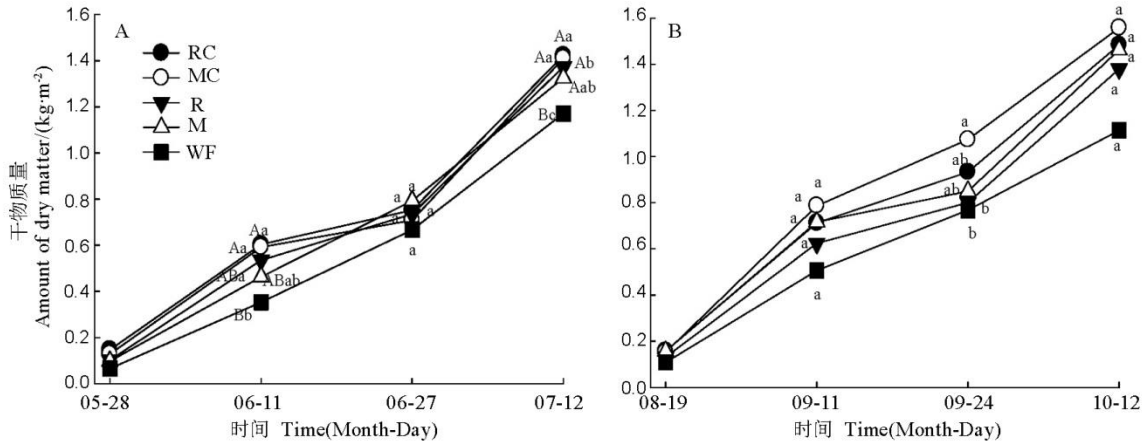 干物质量
Amount of dry matter/(kg·m⁻²)
A
RC
MC
R
M
WF
1.6
1.4
1.2
1.0
0.8
0.6
0.4
0.2
0.0
Aa
Aa
ABa
ABab
Bb
a
a
a
a
a
Aa
Aa
Ab
Aab
Bc
05-28
06-11
06-27
07-12
时间 Time(Month-Day)
B
1.6
1.4
1.2
1.0
0.8
0.6
0.4
0.2
0.0
a
a
a
a
a
a
ab
ab
b
b
a
a
a
a
a
08-19
09-11
09-24
10-12
时间 Time(Month-Day)